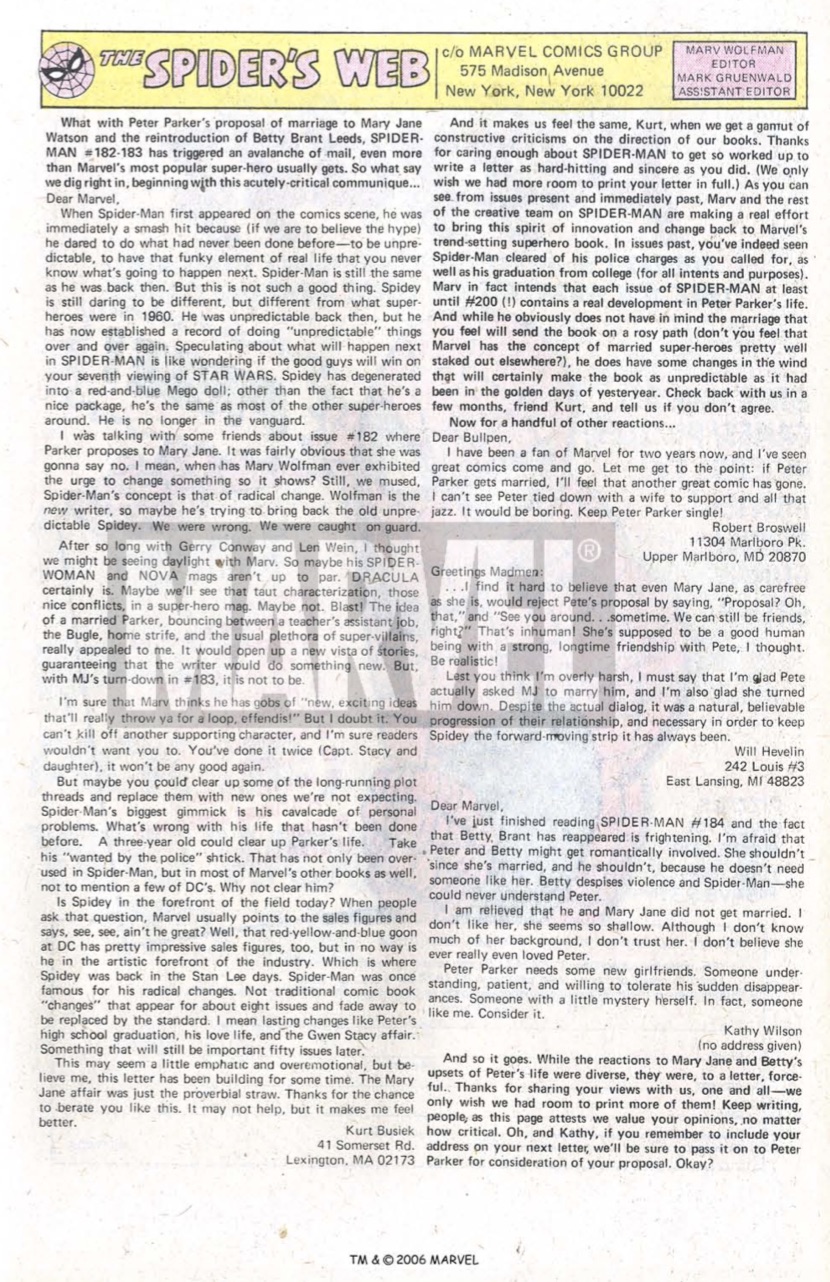 THE SPIDER'S WEB
c/o MARVEL COMICS GROUP
575 Madison Avenue
New York, New York 10022
MARV WOLFMAN
EDITOR
MARK GRUENWALD
ASSISTANT EDITOR
What with Peter Parker's proposal of marriage to Mary Jane
Watson and the reintroduction of Betty Brant Leeds, SPIDER-
MAN #182-183 has triggered an avalanche of mail, even more
than Marvel's most popular super-hero usually gets. So what say
we dig right in, beginning with this acutely-critical communique...
Dear Marvel,
When Spider-Man first appeared on the comics scene, he was
immediately a smash hit because (if we are to believe the hype)
he dared to do what had never been done before—to be unpre-
dictable, to have that funky element of real life that you never
know what's going to happen next. Spider-Man is still the same
as he was back then. But this is not such a good thing. Spidey
is still daring to be different, but different from what super-
heroes were in 1960. He was unpredictable back then, but he
has now established a record of doing "unpredictable" things
over and over again. Speculating about what will happen next
in SPIDER-MAN is like wondering if the good guys will win on
your seventh viewing of STAR WARS. Spidey has degenerated
into a red-and-blue Mego doll; other than the fact that he's a
nice package, he's the same as most of the other super-heroes
around. He is no longer in the vanguard.
I was talking with some friends about issue #182 where
Parker proposes to Mary Jane. It was fairly obvious that she was
gonna say no. I mean, when has Marv Wolfman ever exhibited
the urge to change something so it shows? Still, we mused,
Spider-Man's concept is that of radical change. Wolfman is the
new writer, so maybe he's trying to bring back the old unpre-
dictable Spidey. We were wrong. We were caught on guard.
After so long with Gerry Conway and Len Wein, I thought
we might be seeing daylight with Marv. So maybe his SPIDER-
WOMAN and NOVA mags aren't up to par. DRACULA
certainly is. Maybe we'll see that taut characterization, those
nice conflicts, in a super-hero mag. Maybe not. Blast! The idea
of a married Parker, bouncing between a teacher's assistant job,
the Bugle, home strife, and the usual plethora of super-villains,
really appealed to me. It would open up a new vista of stories,
guaranteeing that the writer would do something new. But,
with MJ's turn-down in #183, it is not to be.
I'm sure that Marv thinks he has gobs of "new, exciting ideas
that'll really throw ya for a loop, effendis!" But I doubt it. You
can't kill off another supporting character, and I'm sure readers
wouldn't want you to. You've done it twice (Capt. Stacy and
daughter), it won't be any good again.
But maybe you could clear up some of the long-running plot
threads and replace them with new ones we're not expecting.
Spider-Man's biggest gimmick is his cavalcade of personal
problems. What's wrong with his life that hasn't been done
before. A three-year old could clear up Parker's life. Take
his "wanted by the police" shtick. That has not only been over-
used in Spider-Man, but in most of Marvel's other books as well,
not to mention a few of DC's. Why not clear him?
Is Spidey in the forefront of the field today? When people
ask that question, Marvel usually points to the sales figures and
says, see, see, ain't he great? Well, that red-yellow-and-blue goon
at DC has pretty impressive sales figures, too, but in no way is
he in the artistic forefront of the industry. Which is where
Spidey was back in the Stan Lee days. Spider-Man was once
famous for his radical changes. Not traditional comic book
"changes" that appear for about eight issues and fade away to
be replaced by the standard. I mean lasting changes like Peter's
high school graduation, his love life, and the Gwen Stacy affair.
Something that will still be important fifty issues later.
This may seem a little emphatic and overemotional, but be-
lieve me, this letter has been building for some time. The Mary
Jane affair was just the proverbial straw. Thanks for the chance
to berate you like this. It may not help, but it makes me feel
better.
Kurt Busiek
41 Somerset Rd.
Lexington, MA 02173
And it makes us feel the same, Kurt, when we get a gamut of
constructive criticisms on the direction of our books. Thanks
for caring enough about SPIDER-MAN to get so worked up to
write a letter as hard-hitting and sincere as you did. (We only
wish we had more room to print your letter in full.) As you can
see from issues present and immediately past, Marv and the rest
of the creative team on SPIDER-MAN are making a real effort
to bring this spirit of innovation and change back to Marvel's
trend-setting superhero book. In issues past, you've indeed seen
Spider-Man cleared of his police charges as you called for, as
well as his graduation from college (for all intents and purposes).
Marv in fact intends that each issue of SPIDER-MAN at least
until #200 (!) contains a real development in Peter Parker's life.
And while he obviously does not have in mind the marriage that
you feel will send the book on a rosy path (don't you feel that
Marvel has the concept of married super-heroes pretty well
staked out elsewhere?), he does have some changes in the wind
that will certainly make the book as unpredictable as it had
been in the golden days of yesteryear. Check back with us in a
few months, friend Kurt, and tell us if you don't agree.
Now for a handful of other reactions...
Dear Bullpen,
I have been a fan of Marvel for two years now, and I've seen
great comics come and go. Let me get to the point: if Peter
Parker gets married, I'll feel that another great comic has gone.
I can't see Peter tied down with a wife to support and all that
jazz. It would be boring. Keep Peter Parker single!
Robert Broswell
11304 Marlboro Pk.
Upper Marlboro, MD 20870
Greetings Madmen:
. . .I find it hard to believe that even Mary Jane, as carefree
as she is, would reject Pete's proposal by saying, "Proposal? Oh,
that," and "See you around. . .sometime. We can still be friends,
right?" That's inhuman! She's supposed to be a good human
being with a strong, longtime friendship with Pete, I thought.
Be realistic!
Lest you think I'm overly harsh, I must say that I'm glad Pete
actually asked MJ to marry him, and I'm also glad she turned
him down. Despite the actual dialog, it was a natural, believable
progression of their relationship, and necessary in order to keep
Spidey the forward-moving strip it has always been.
Will Hevelin
242 Louis #3
East Lansing, MI 48823
Dear Marvel,
I've just finished reading SPIDER-MAN #184 and the fact
that Betty Brant has reappeared is frightening. I'm afraid that
Peter and Betty might get romantically involved. She shouldn't
since she's married, and he shouldn't, because he doesn't need
someone like her. Betty despises violence and Spider-Man—she
could never understand Peter.
I am relieved that he and Mary Jane did not get married. I
don't like her, she seems so shallow. Although I don't know
much of her background, I don't trust her. I don't believe she
ever really even loved Peter.
Peter Parker needs some new girlfriends. Someone under-
standing, patient, and willing to tolerate his sudden disappear-
ances. Someone with a little mystery herself. In fact, someone
like me. Consider it.
Kathy Wilson
(no address given)
And so it goes. While the reactions to Mary Jane and Betty's
upsets of Peter's life were diverse, they were, to a letter, force-
ful. Thanks for sharing your views with us, one and all—we
only wish we had room to print more of them! Keep writing,
people, as this page attests we value your opinions, no matter
how critical. Oh, and Kathy, if you remember to include your
address on your next letter, we'll be sure to pass it on to Peter
Parker for consideration of your proposal. Okay?
MARVEL®
TM & © 2006 MARVEL